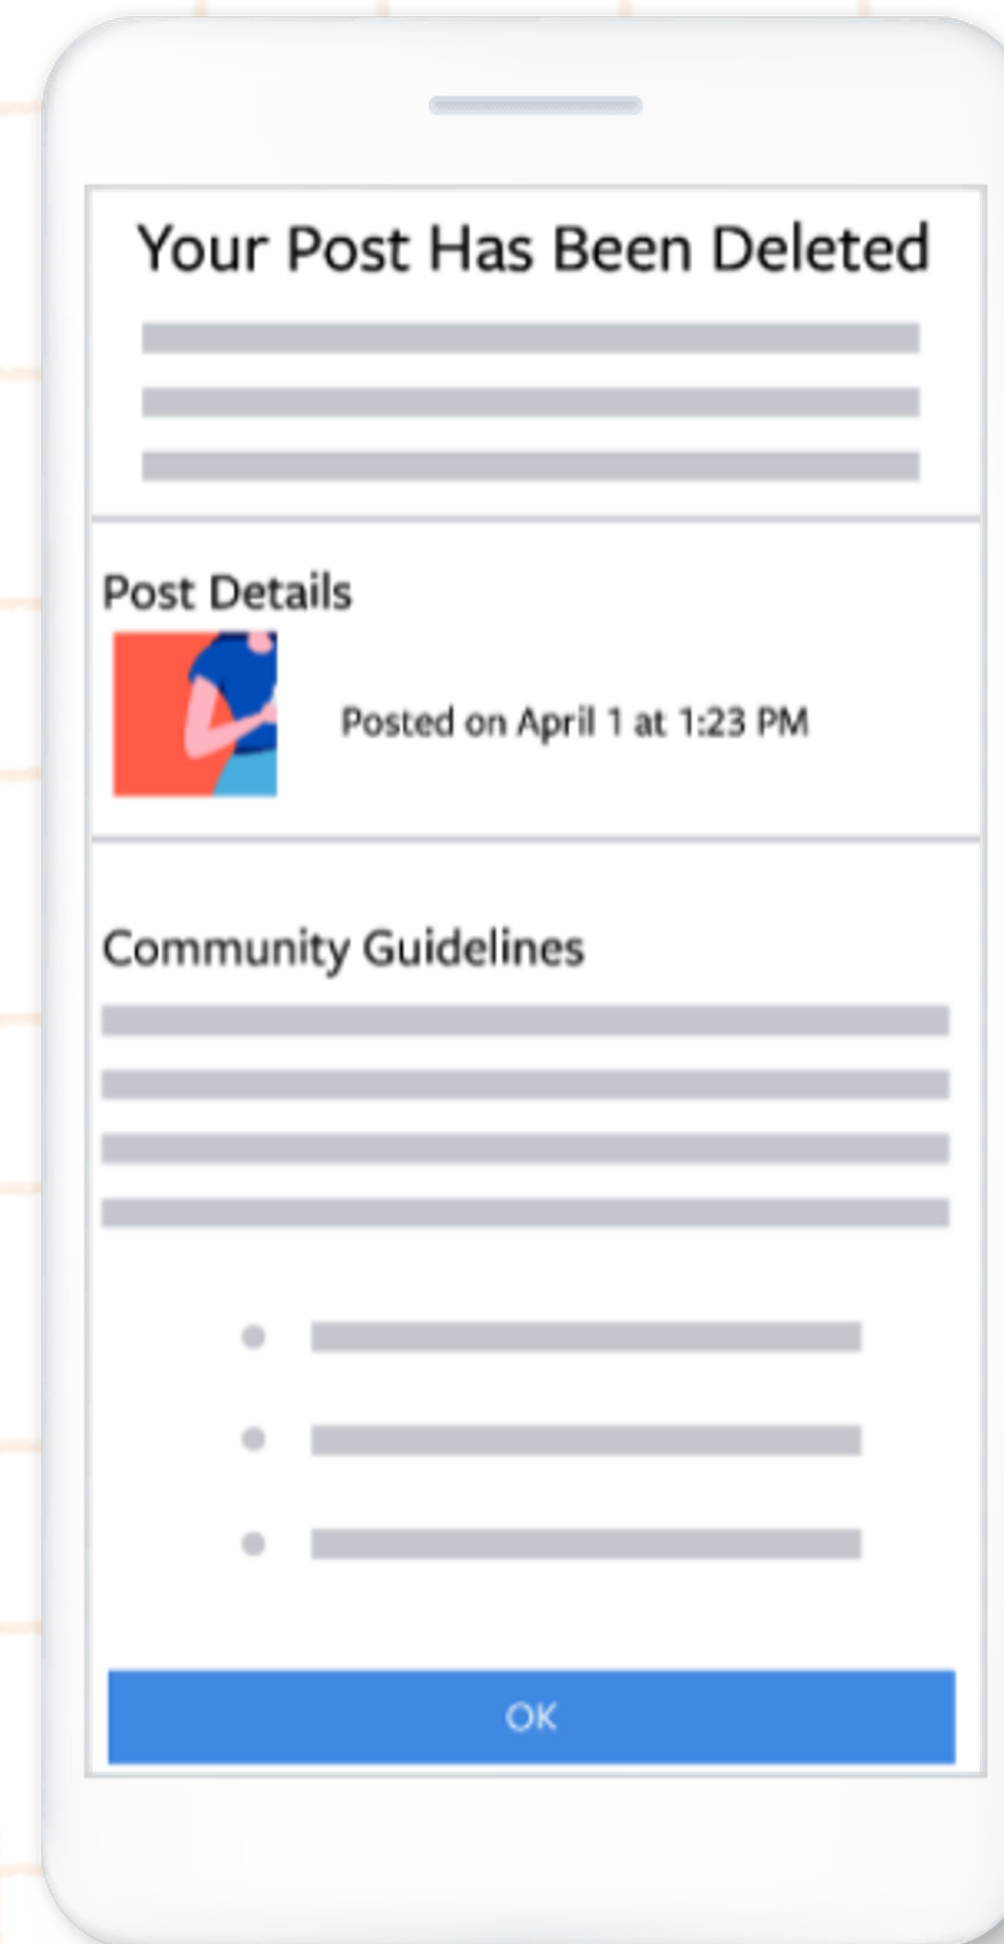 Your Post Has Been Deleted
Post Details
Posted on April 1 at 1:23 PM
Community Guidelines
OK